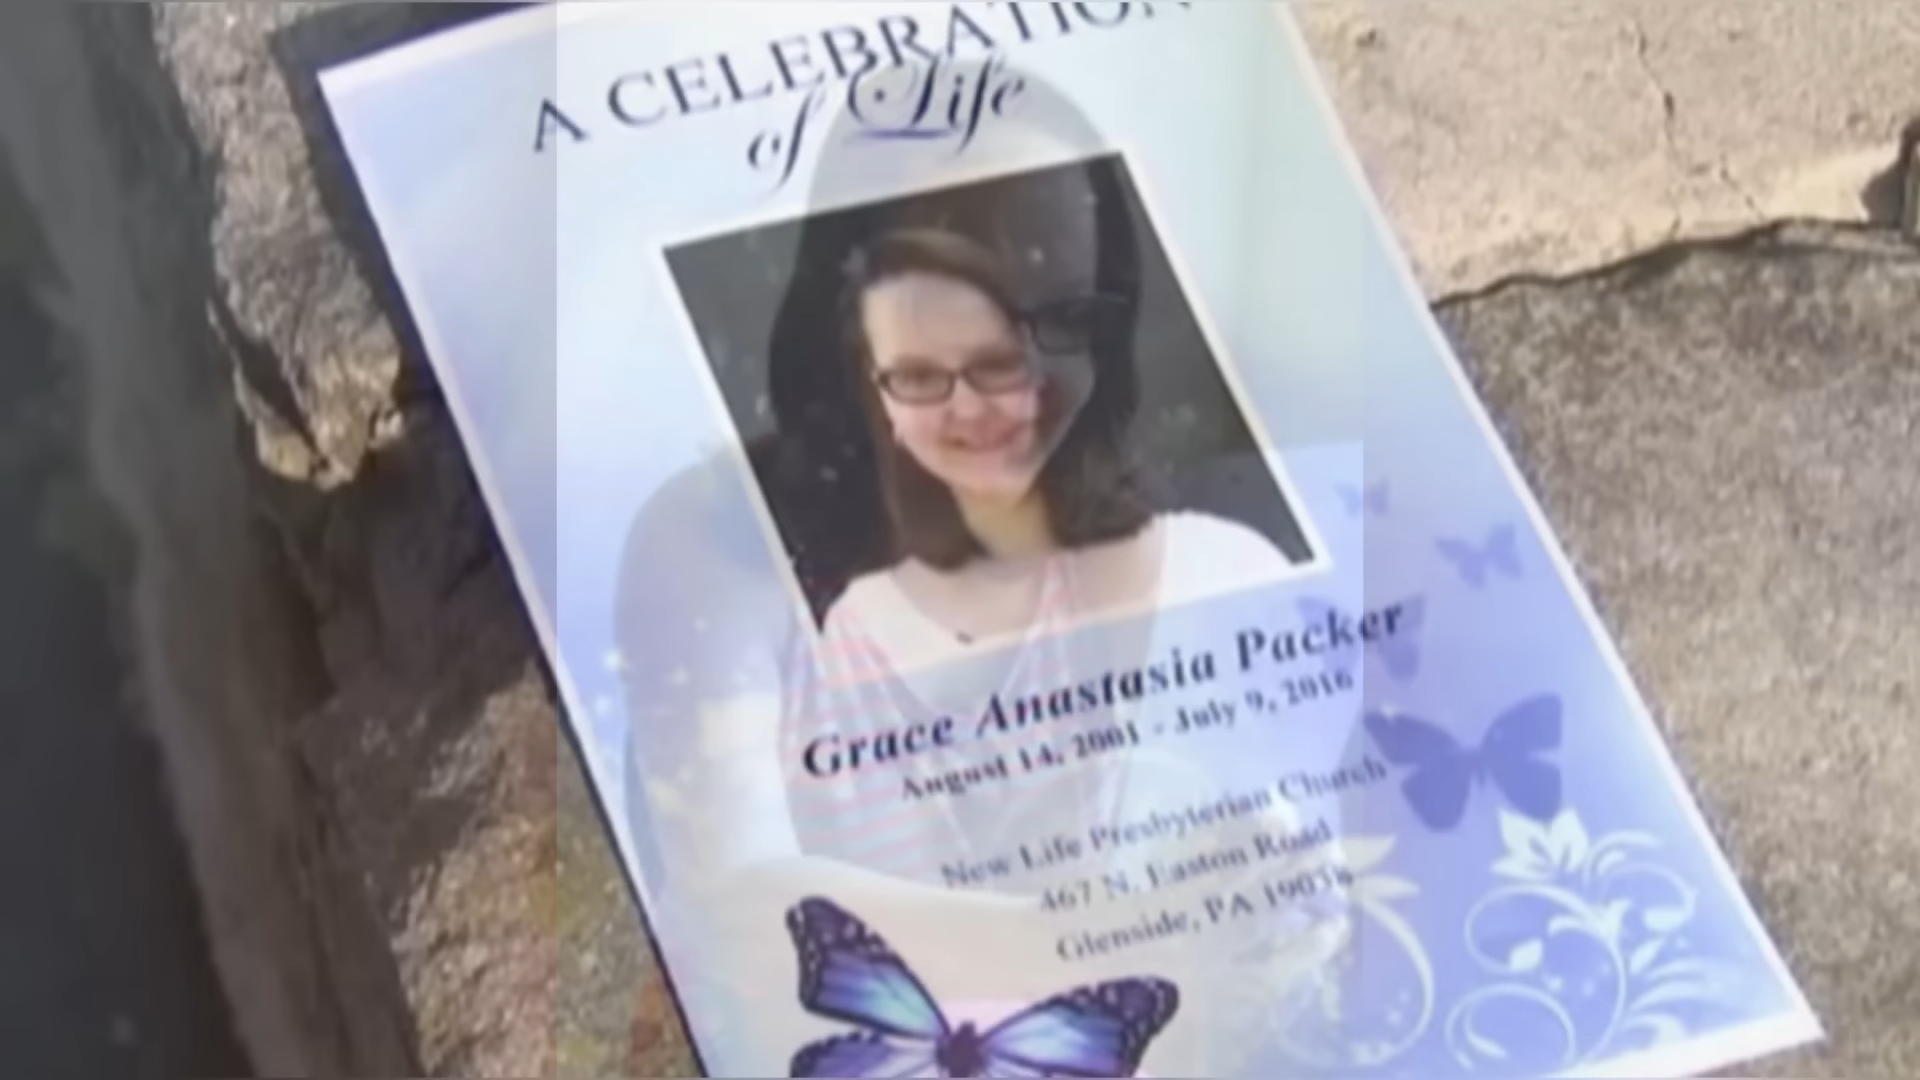 A CELEBRATION
of Life
Grace Anastasia Packer
August 14, 2001 - July 9, 2016
New Life Presbyterian Church
467 N. Easton Road
Glenside, PA 19038